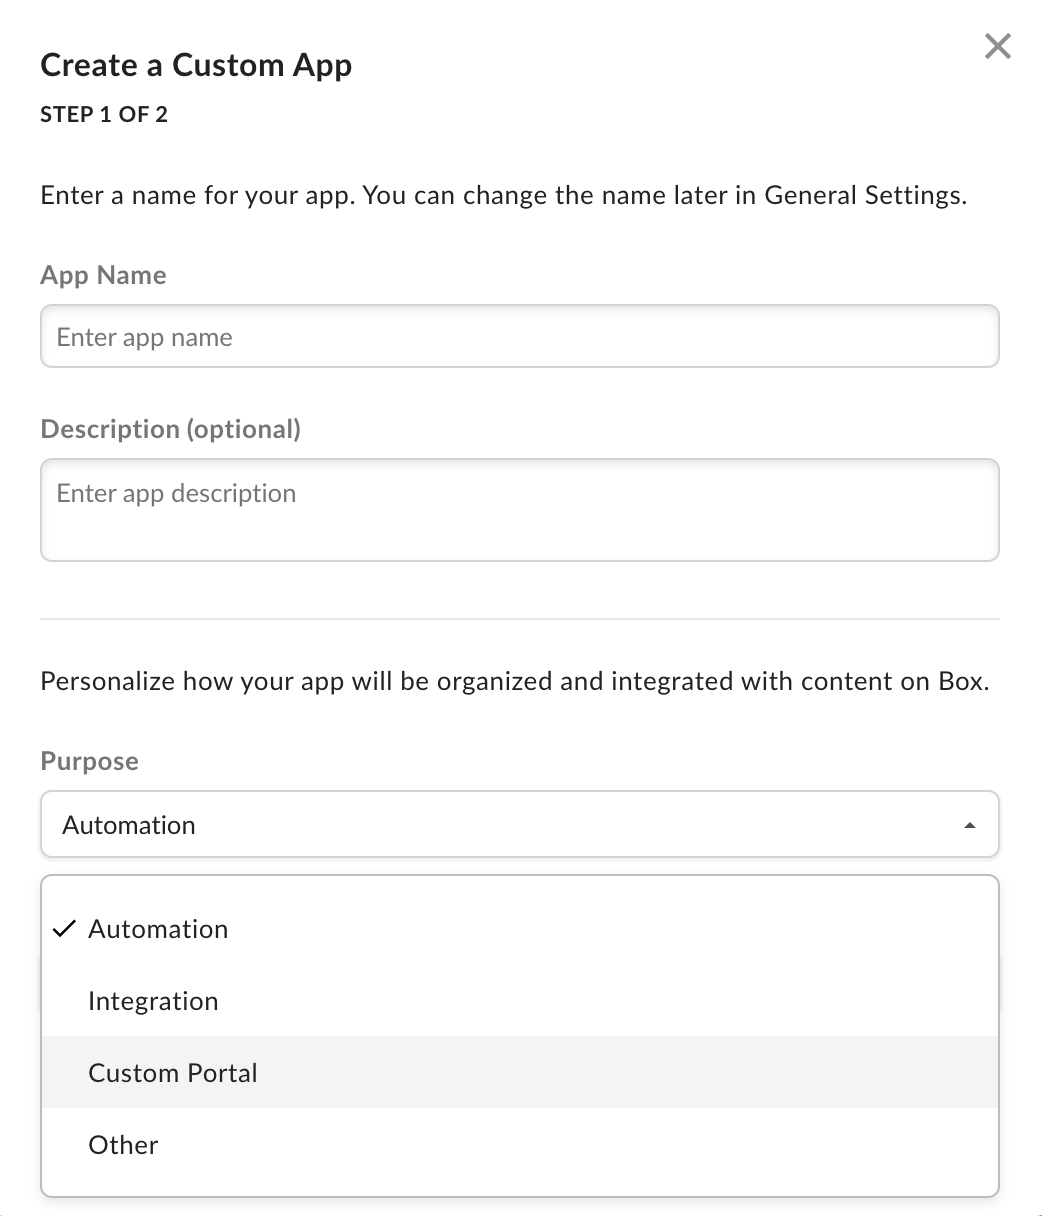 Create a Custom App
STEP 1 OF 2
Enter a name for your app. You can change the name later in General Settings.
App Name
Enter app name
Description (optional)
Enter app description
Personalize how your app will be organized and integrated with content on Box.
Purpose
Automation
Automation
Integration
Custom Portal
Other